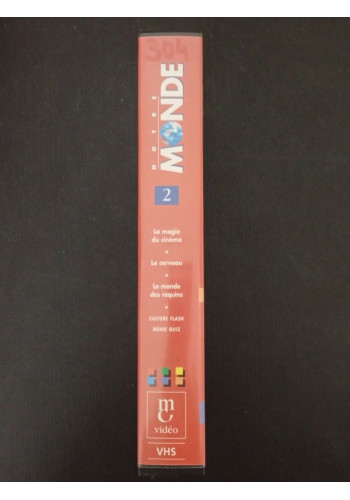 304
NOTRE
MONDE
2
La magie
du cinéma
Le cerveau
Le monde
des requins
CULTURE FLASH
MÉMO QUIZ
mc
vidéo
VHS